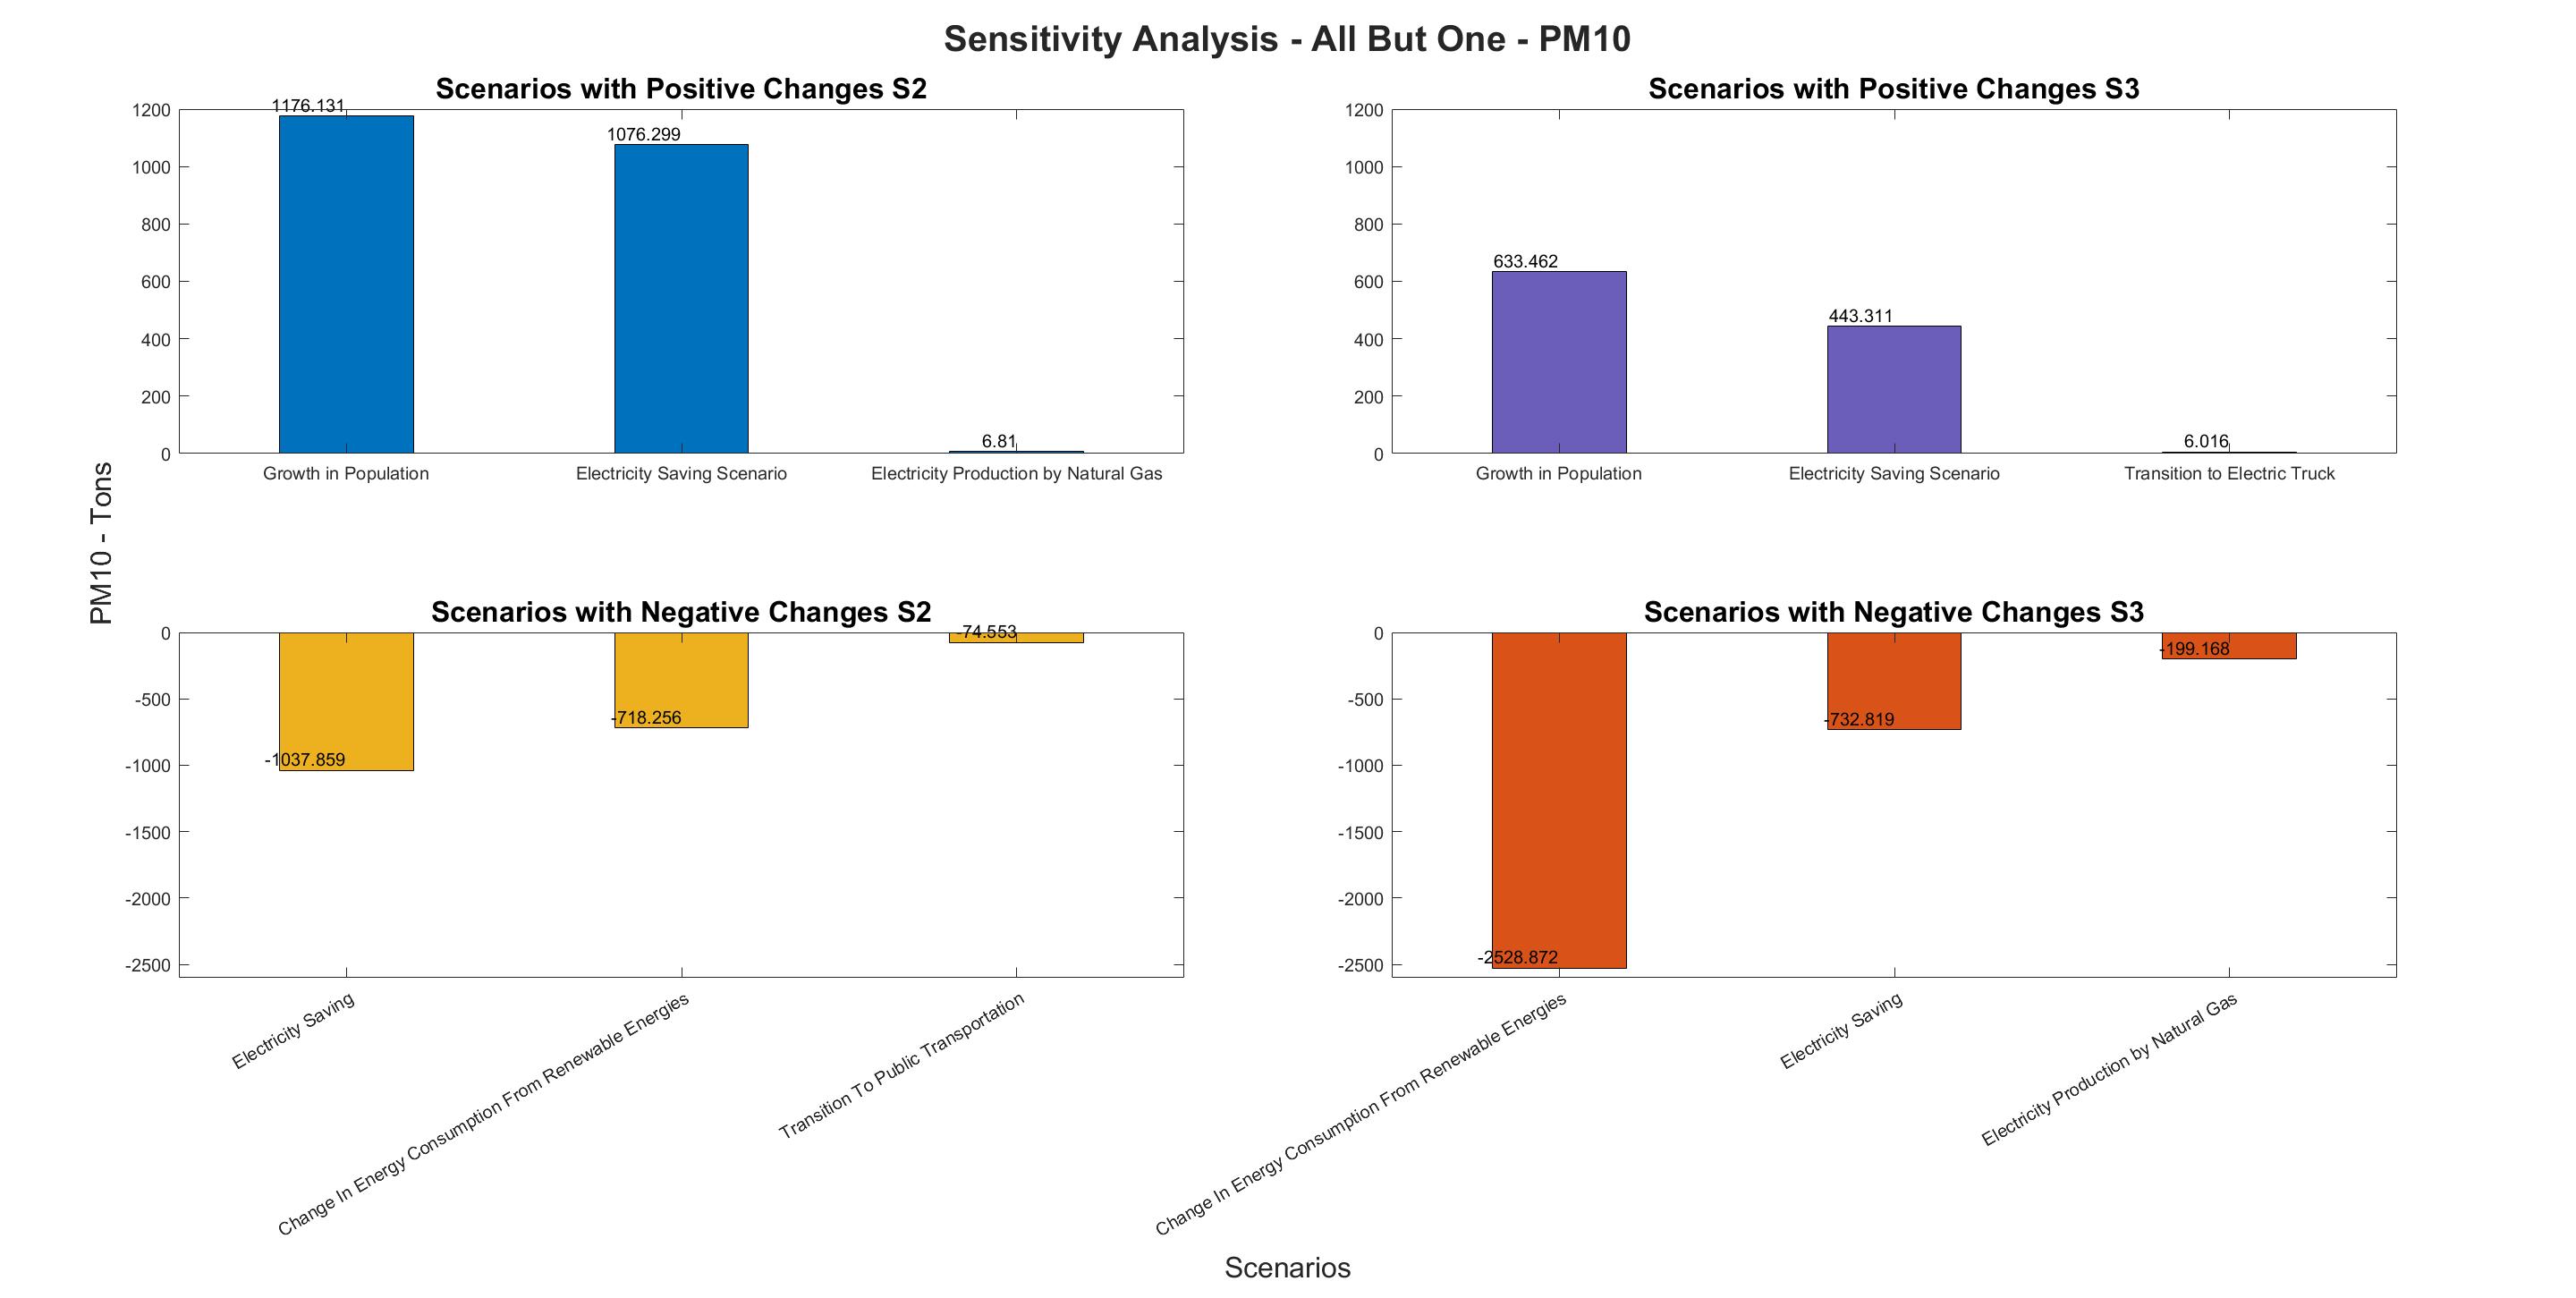 Sensitivity Analysis - All But One - PM10
PM10 - Tons
Scenarios with Positive Changes S2
1200
1000
800
600
400
200
0
1176.131
1076.299
6.81
Growth in Population
Electricity Saving Scenario
Electricity Production by Natural Gas
Scenarios with Positive Changes S3
1200
1000
800
600
400
200
0
633.462
443.311
6.016
Growth in Population
Electricity Saving Scenario
Transition to Electric Truck
Scenarios with Negative Changes S2
0
-500
-1000
-1500
-2000
-2500
-1037.859
-718.256
-74.553
Electricity Saving
Change In Energy Consumption From Renewable Energies
Transition To Public Transportation
Scenarios with Negative Changes S3
0
-500
-1000
-1500
-2000
-2500
-2528.872
-732.819
-199.168
Change In Energy Consumption From Renewable Energies
Electricity Saving
Electricity Production by Natural Gas
Scenarios